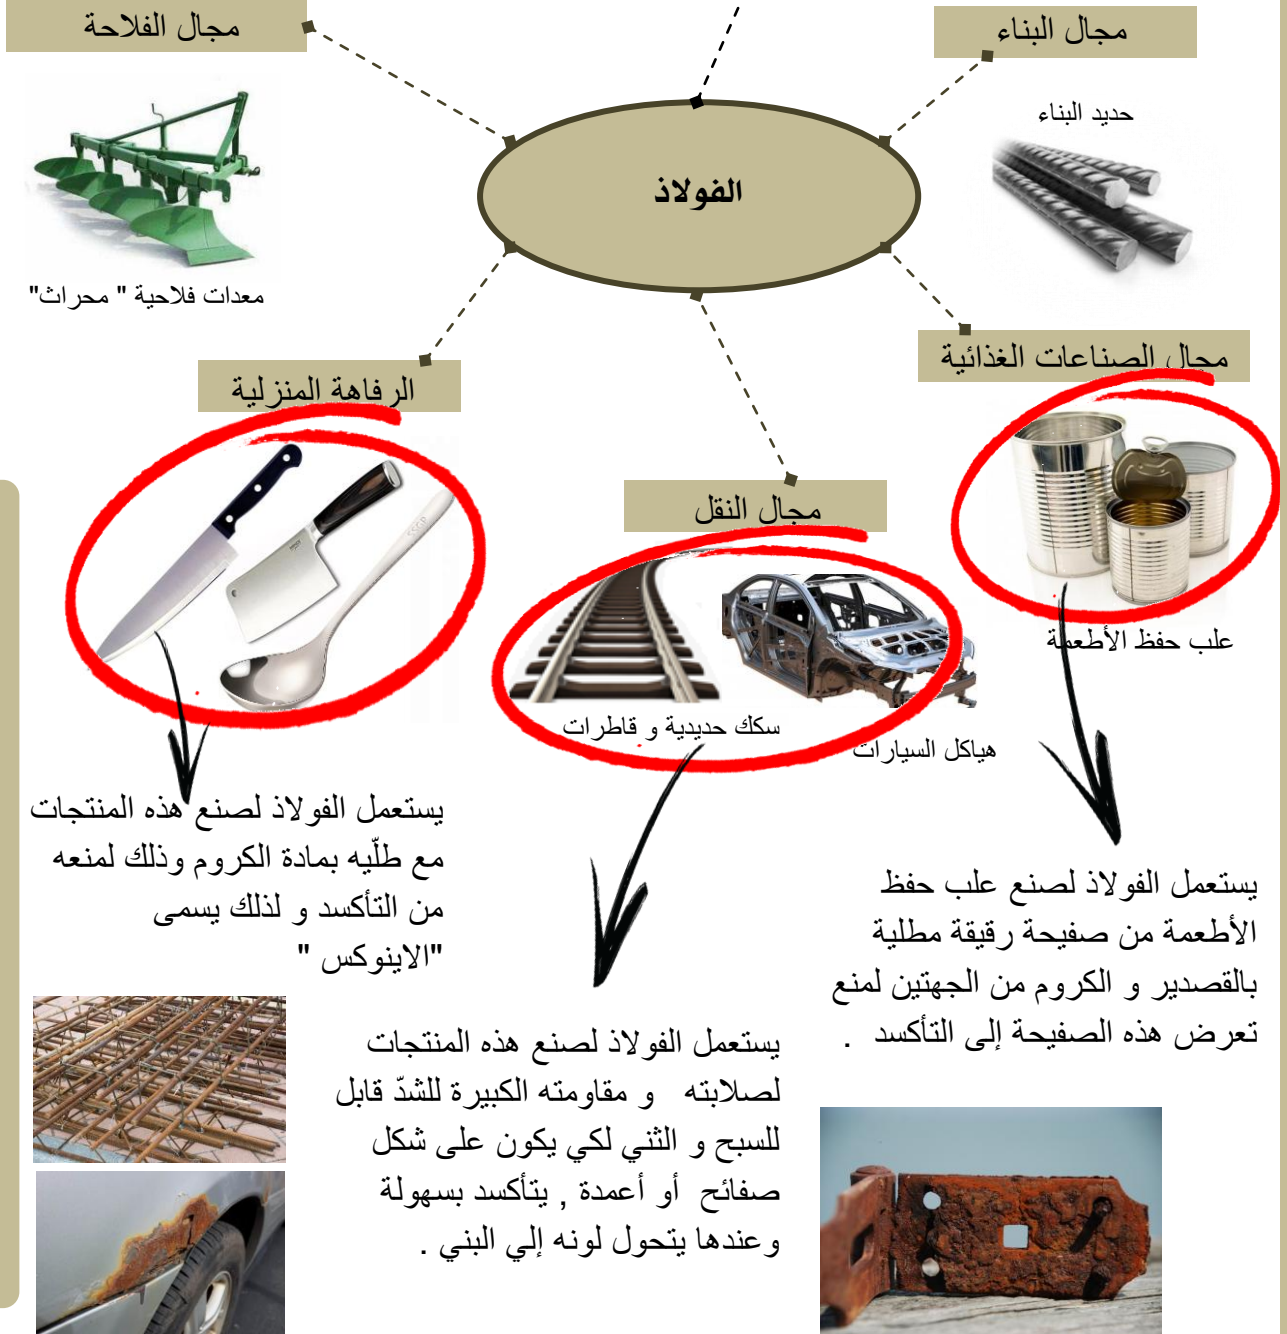 مجال البناء
مجال الفلاحة
حديد البناء
الفولاذ
معدات فلاحية " محراث"
مجال الصناعات الغذائية
الرفاهة المنزلية
مجال النقل
علب حفظ الأطعمة
سكك حديدية و قاطرات
هياكل السيارات
يستعمل الفولاذ لصنع هذه المنتجات
مع طلّيه بمادة الكروم وذلك لمنعه
من التأكسد و لذلك يسمى
"الاينوكس "
يستعمل الفولاذ لصنع علب حفظ
الأطعمة من صفيحة رقيقة مطلية
بالقصدير و الكروم من الجهتين لمنع
تعرض هذه الصفيحة إلى التأكسد .
يستعمل الفولاذ لصنع هذه المنتجات
لصلابته و مقاومته الكبيرة للشدّ قابل
للسبح و الثني لكي يكون على شكل
صفائح أو أعمدة , يتأكسد بسهولة
وعندها يتحول لونه إلي البني .